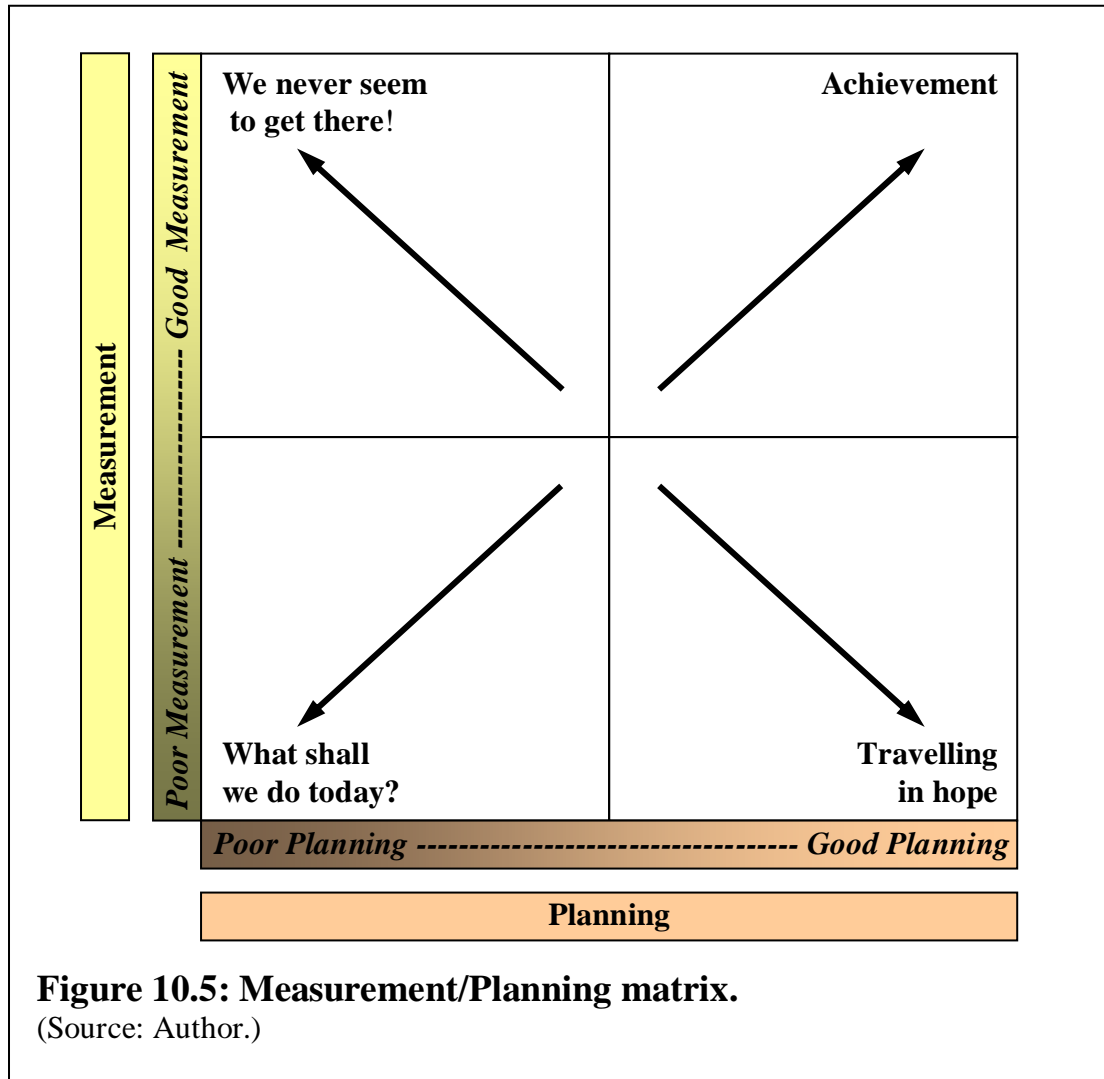 We never seem
to get there!
Achievement
Measurement
Poor Measurement ------------------- Good Measurement
What shall
we do today?
Travelling
in hope
Poor Planning ------------------------------------ Good Planning
Planning
Figure 10.5: Measurement/Planning matrix.
(Source: Author.)